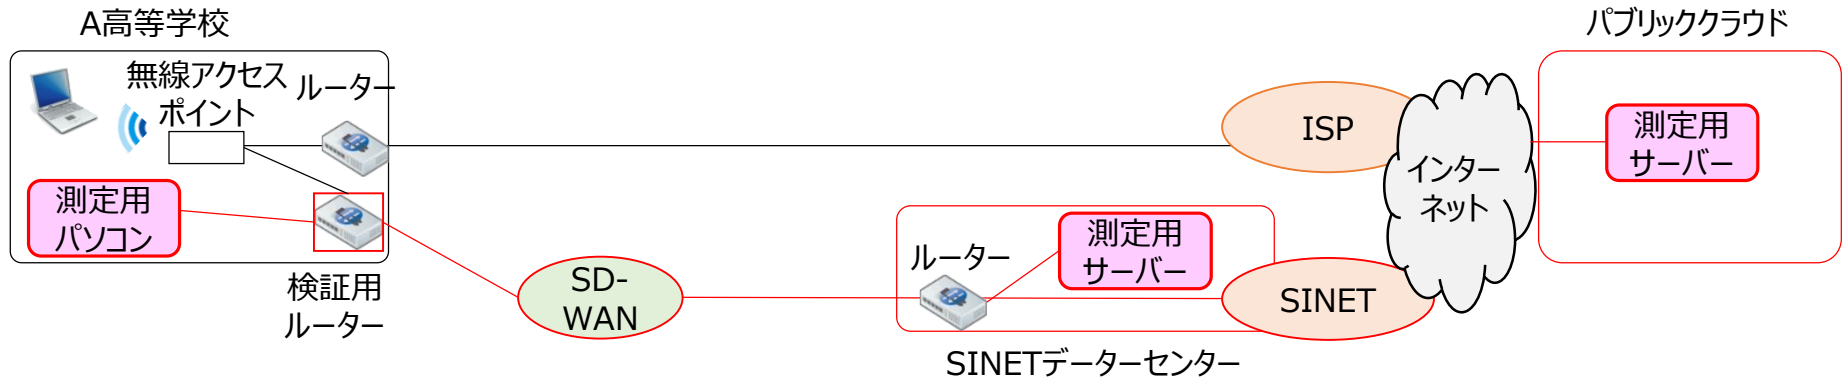 A高等学校
パブリッククラウド
無線アクセス
ポイント
ルーター
ISP
測定用
サーバー
インター
ネット
測定用
パソコン
検証用
ルーター
SD-
WAN
ルーター
測定用
サーバー
SINET
SINETデーターセンター